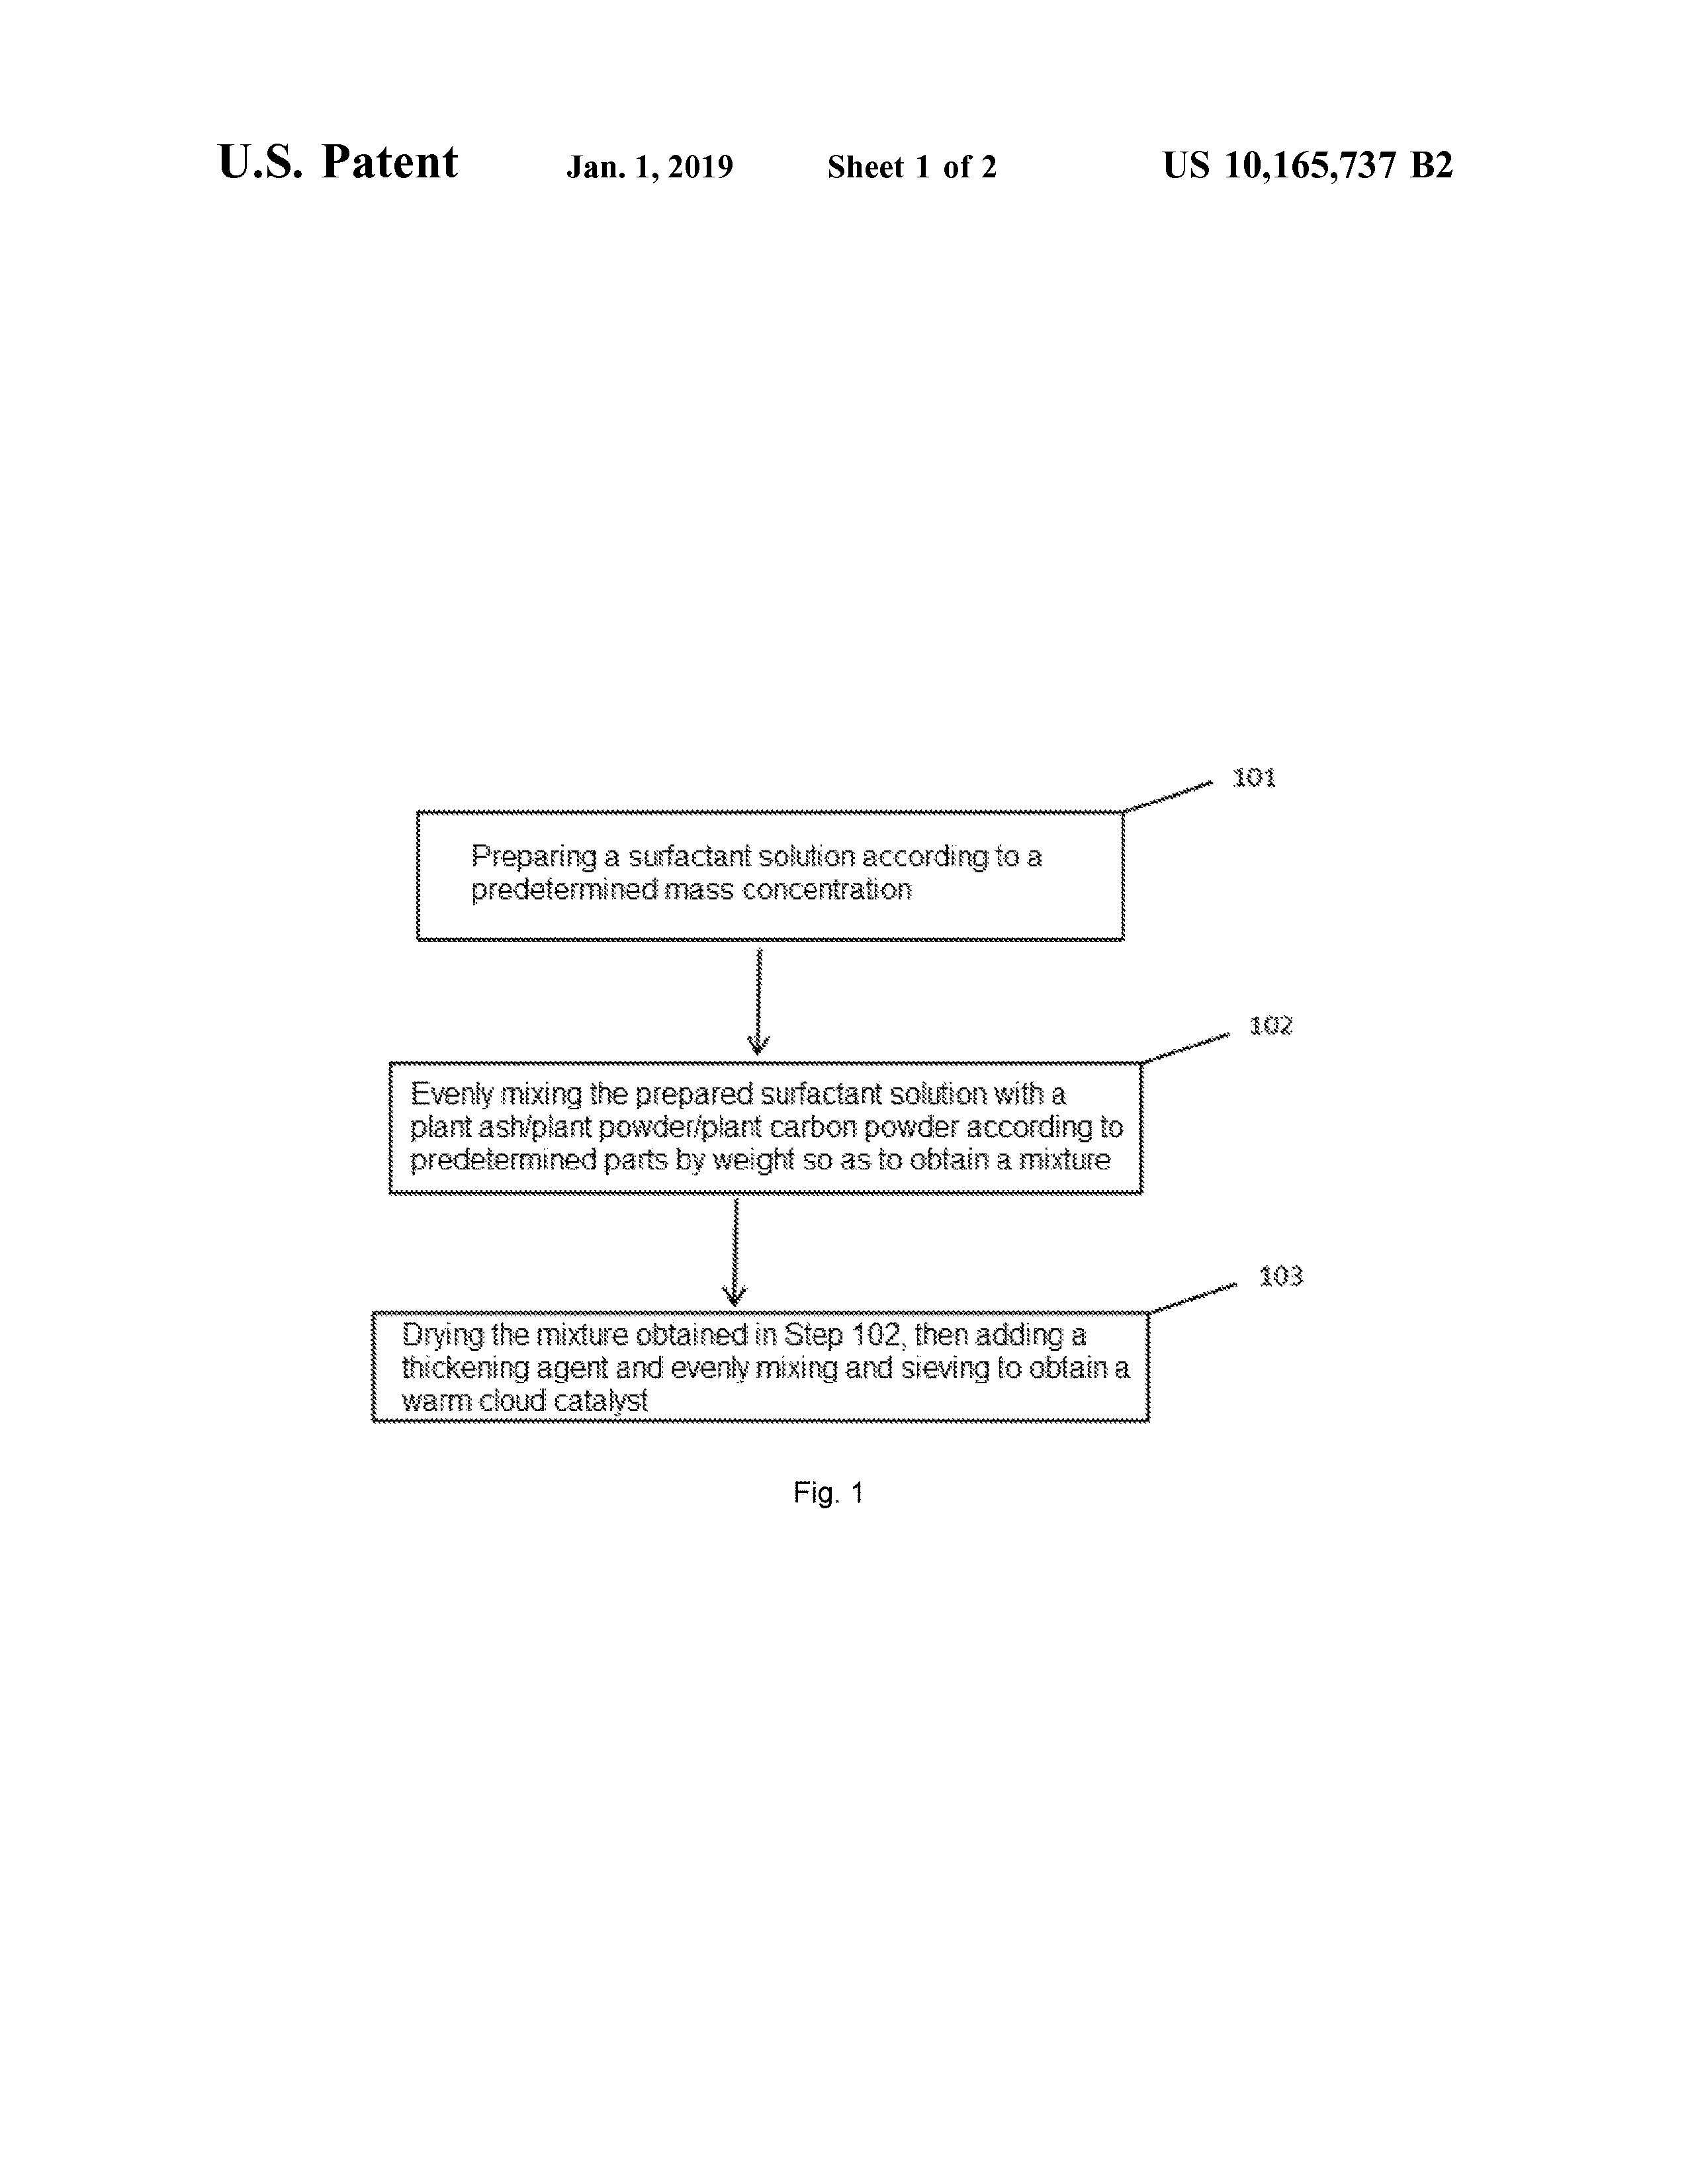 U.S. Patent Jan. 1, 2019 Sheet 1 of 2 US 10,165,737 B2
101
Preparing a surfactant solution according to a
predetermined mass concentration
102
Evenly mixing the prepared surfactant solution with a
plant ash/plant powder/plant carbon powder according to
predetermined parts by weight so as to obtain a mixture
103
Drying the mixture obtained in Step 102, then adding a
thickening agent and evenly mixing and sieving to obtain a
warm cloud catalyst
Fig. 1